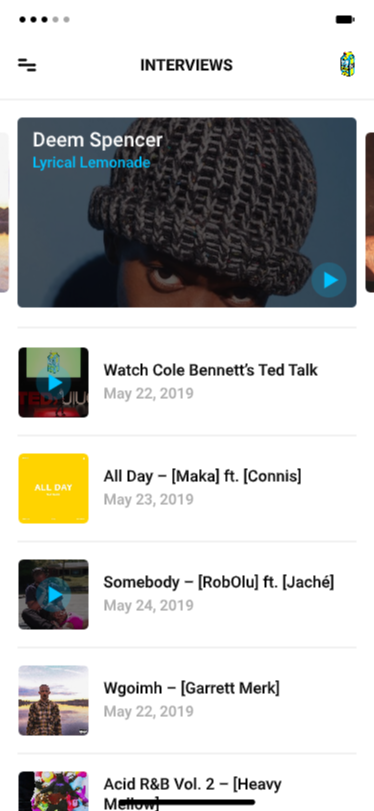 INTERVIEWS
Deem Spencer
Lyrical Lemonade
Watch Cole Bennett’s Ted Talk
May 22, 2019
ALL DAY
All Day – [Maka] ft. [Connis]
May 23, 2019
Somebody – [RobOlu] ft. [Jaché]
May 24, 2019
Wgoimh – [Garrett Merk]
May 22, 2019
Acid R&B Vol. 2 – [Heavy
Mellow]